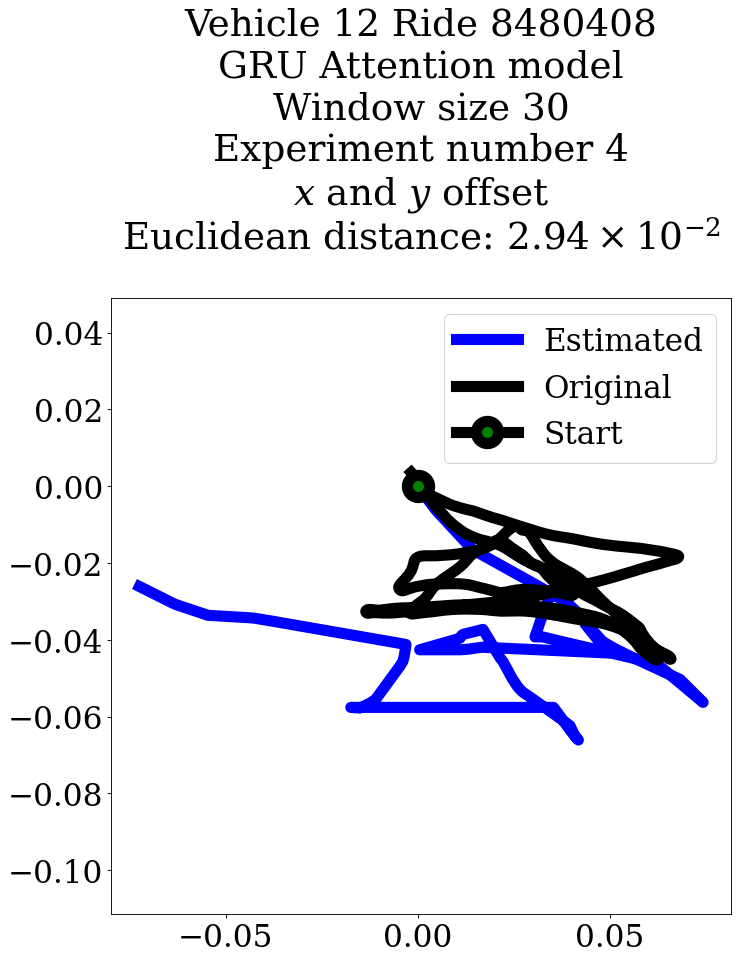 Vehicle 12 Ride 8480408
GRU Attention model
Window size 30
Experiment number 4
x and y offset
Euclidean distance: 2.94 × 10⁻²
Estimated
Original
Start
0.04
0.02
0.00
−0.02
−0.04
−0.06
−0.08
−0.10
−0.05
0.00
0.05